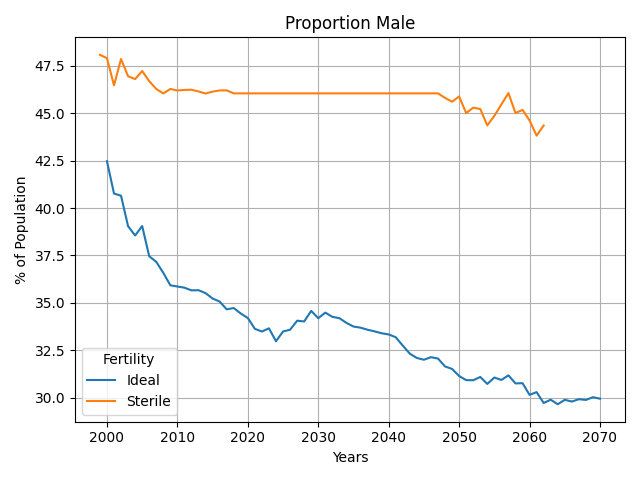 Proportion Male
% of Population
47.5
45.0
42.5
40.0
37.5
35.0
32.5
30.0
Fertility
Ideal
Sterile
2000 2010 2020 2030 2040 2050 2060 2070
Years